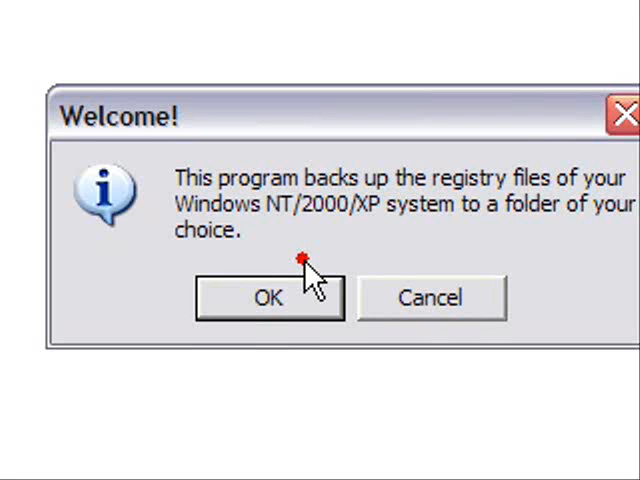 Welcome!
This program backs up the registry files of your
Windows NT/2000/XP system to a folder of your
choice.
OK Cancel